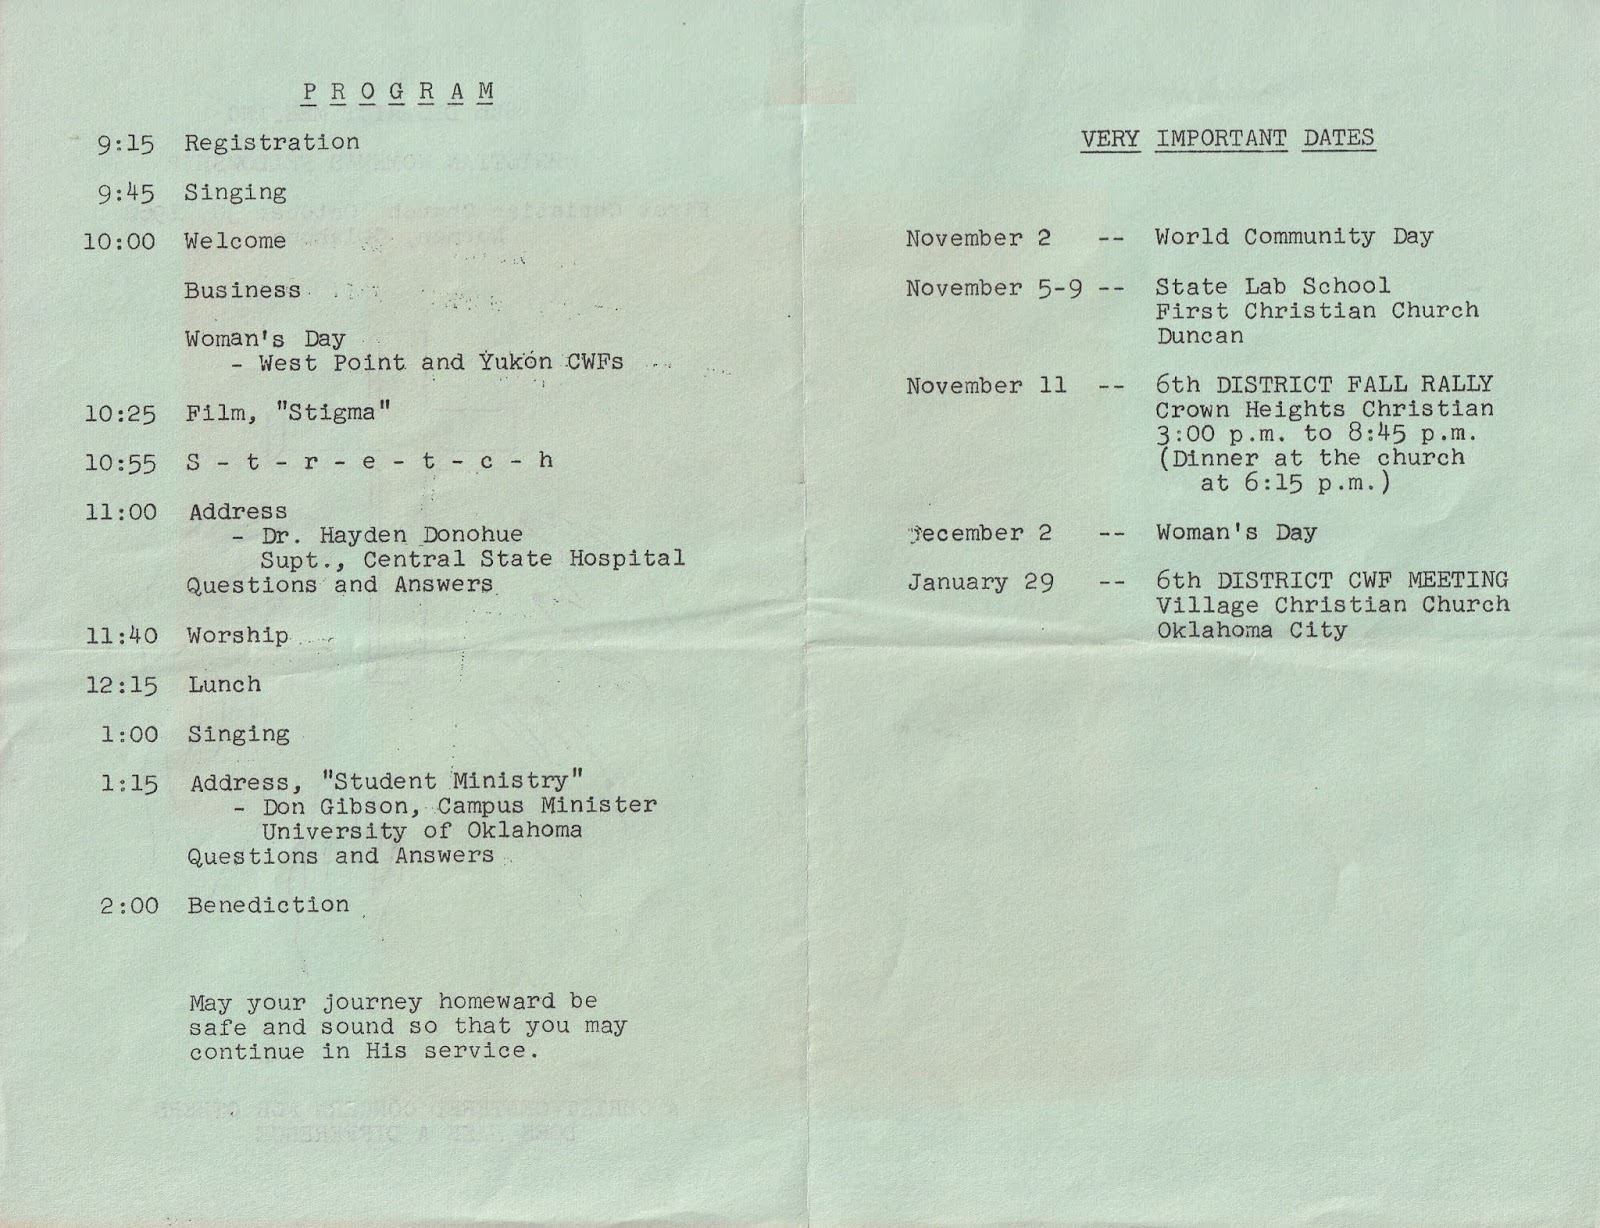 PROGRAM
9:15 Registration
9:45 Singing
10:00 Welcome
Business
Woman's Day
- West Point and Yukon CWFs
10:25 Film, "Stigma"
10:55 S - t - r - e - t - c - h
11:00 Address
- Dr. Hayden Donohue
Supt., Central State Hospital
Questions and Answers
11:40 Worship
12:15 Lunch
1:00 Singing
1:15 Address, "Student Ministry"
- Don Gibson, Campus Minister
University of Oklahoma
Questions and Answers
2:00 Benediction
May your journey homeward be
safe and sound so that you may
continue in His service.
VERY IMPORTANT DATES
November 2 -- World Community Day
November 5-9 -- State Lab School
First Christian Church
Duncan
November 11 -- 6th DISTRICT FALL RALLY
Crown Heights Christian
3:00 p.m. to 8:45 p.m.
(Dinner at the church
at 6:15 p.m.)
December 2 -- Woman's Day
January 29 -- 6th DISTRICT CWF MEETING
Village Christian Church
Oklahoma City